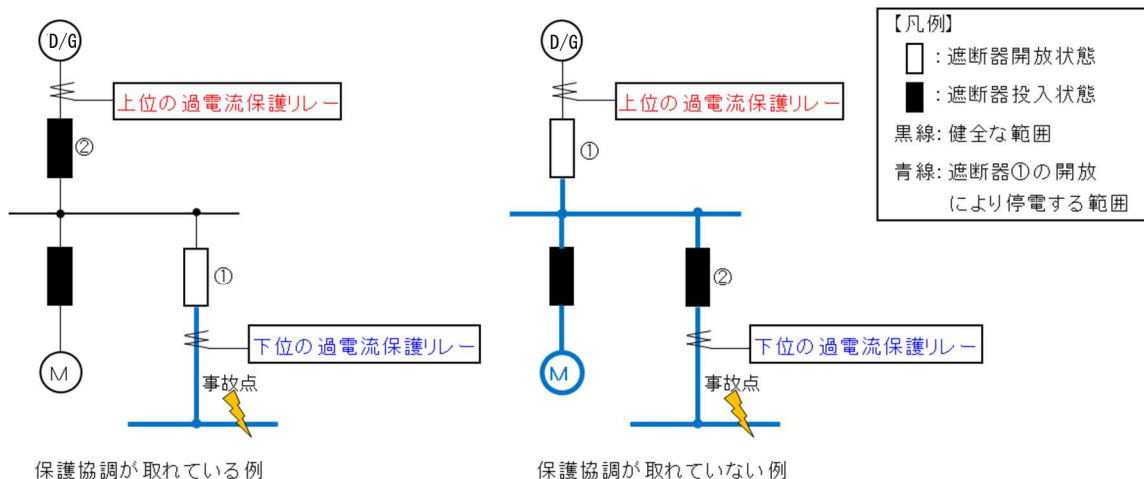 D/G
上位の過電流保護リレー
②
①
下位の過電流保護リレー
M
事故点
保護協調が取れている例
D/G
上位の過電流保護リレー
①
②
下位の過電流保護リレー
M
事故点
保護協調が取れていない例
【凡例】
：遮断器開放状態
：遮断器投入状態
黒線：健全な範囲
青線：遮断器①の開放
により停電する範囲